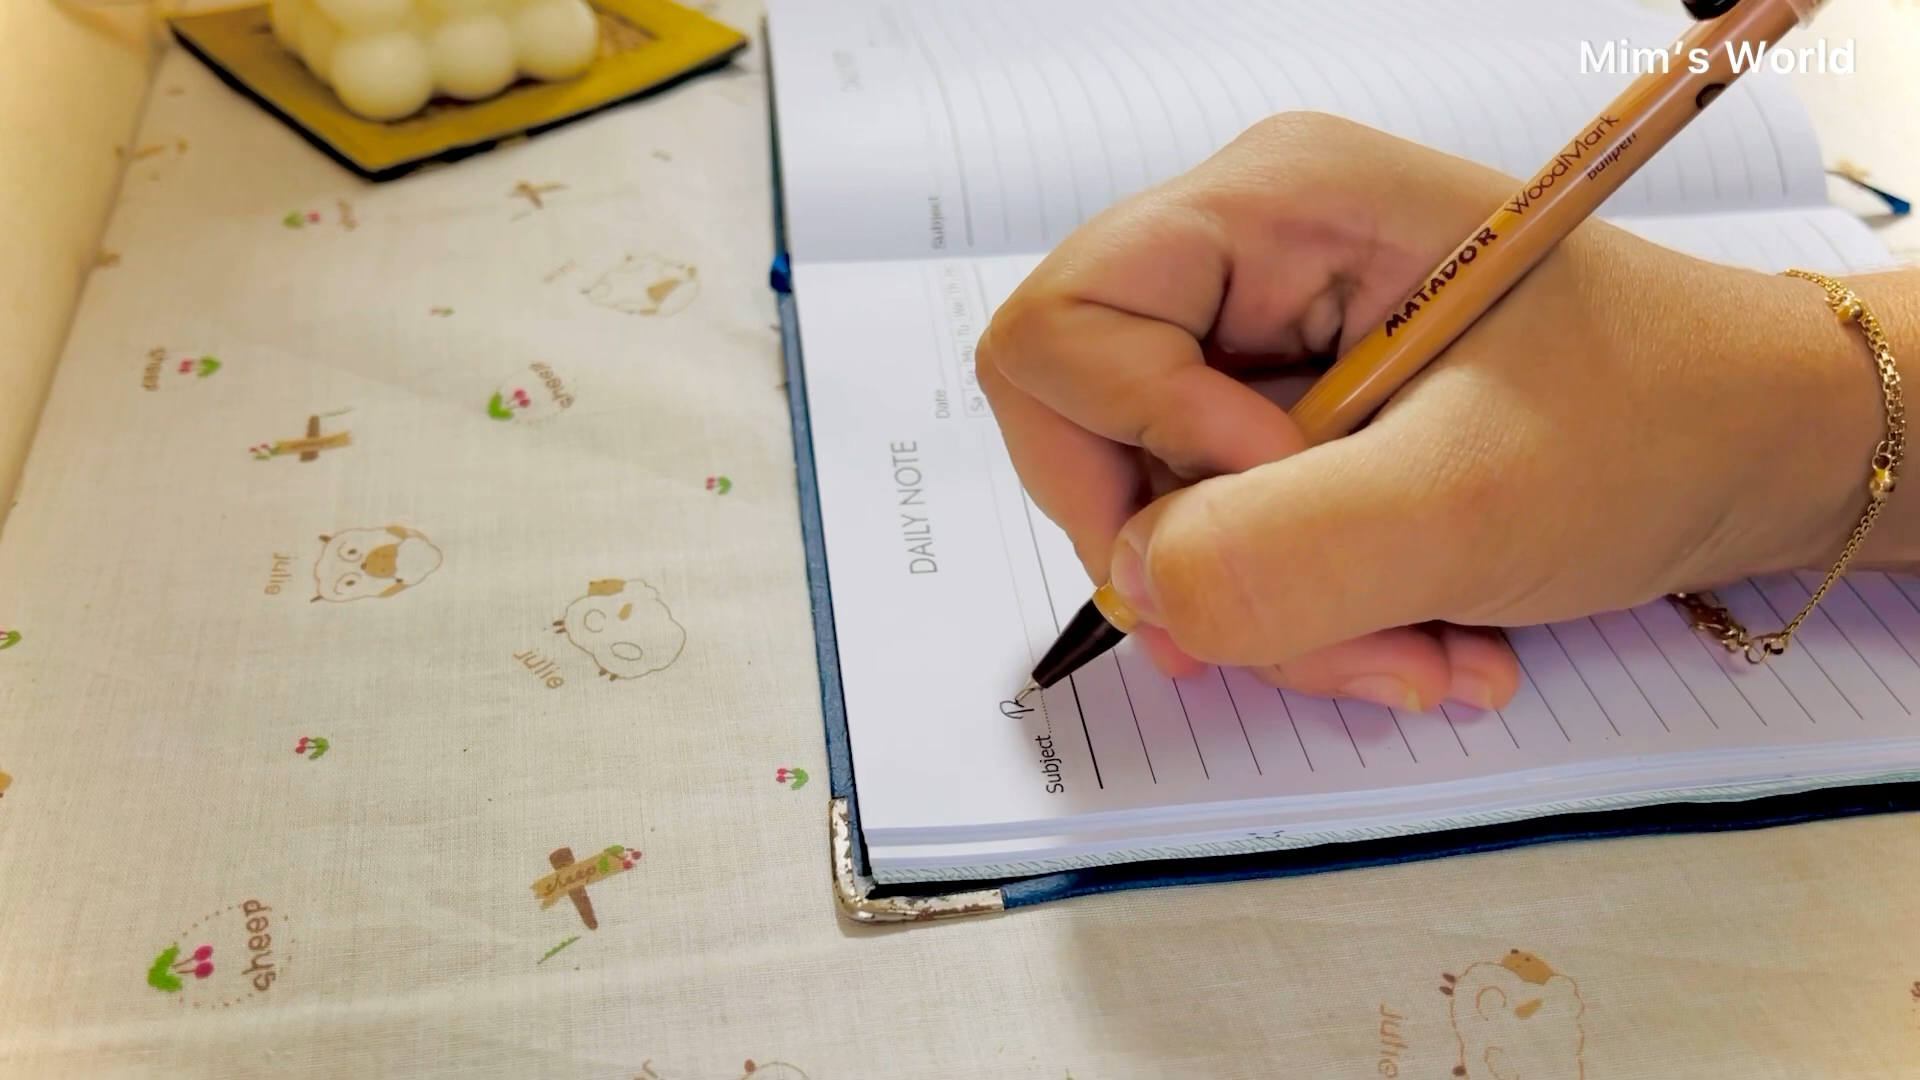 Mim's World
MATADOR WoodMark
ballpen
Subject
DAILY NOTE
Date
Sa Su Mo Tu We Th Fr
Subject
R
sheep
julie
sheep
julie
sheep
sheep
julie